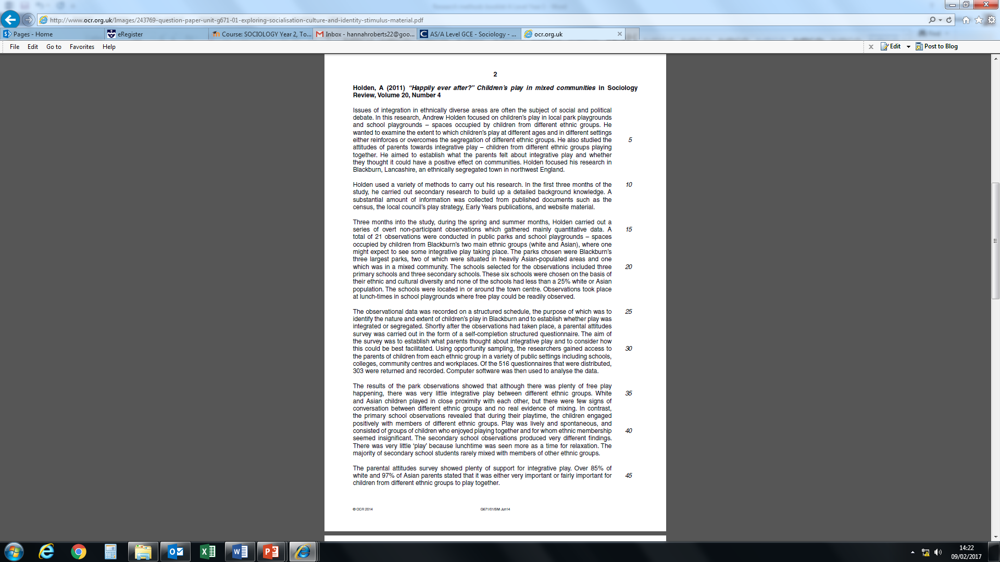 http://www.ocr.org.uk/Images/243769-question-paper-unit-g671-01-exploring-socialisation-culture-and-identity-stimulus-material.pdf
Pages - Home
eRegister
Course: SOCIOLOGY Year 2, To...
Inbox - hannahroberts22@goo...
AS/A Level GCE - Sociology - ...
ocr.org.uk
File Edit Go to Favorites Help
Edit
Post to Blog
2
Holden, A (2011) “Happily ever after?” Children’s play in mixed communities in Sociology
Review, Volume 20, Number 4
Issues of integration in ethnically diverse areas are often the subject of social and political
debate. In this research, Andrew Holden focused on children’s play in local park playgrounds
and school playgrounds – spaces occupied by children from different ethnic groups. He
wanted to examine the extent to which children’s play at different ages and in different settings
either reinforces or overcomes the segregation of different ethnic groups. He also studied the 5
attitudes of parents towards integrative play – children from different ethnic groups playing
together. He aimed to establish what the parents felt about integrative play and whether
they thought it could have a positive effect on communities. Holden focused his research in
Blackburn, Lancashire, an ethnically segregated town in northwest England.
Holden used a variety of methods to carry out his research. In the first three months of the 10
study, he carried out secondary research to build up a detailed background knowledge. A
substantial amount of information was collected from published documents such as the
census, the local council’s play strategy, Early Years publications, and website material.
Three months into the study, during the spring and summer months, Holden carried out a
series of overt non-participant observations which gathered mainly quantitative data. A 15
total of 21 observations were conducted in public parks and school playgrounds – spaces
occupied by children from Blackburn’s two main ethnic groups (white and Asian), where one
might expect to see some integrative play taking place. The parks chosen were Blackburn’s
three largest parks, two of which were situated in heavily Asian-populated areas and one
which was in a mixed community. The schools selected for the observations included three 20
primary schools and three secondary schools. These six schools were chosen on the basis of
their ethnic and cultural diversity and none of the schools had less than a 25% white or Asian
population. The schools were located in or around the town centre. Observations took place
at lunch-times in school playgrounds where free play could be readily observed.
The observational data was recorded on a structured schedule, the purpose of which was to 25
identify the nature and extent of children’s play in Blackburn and to establish whether play was
integrated or segregated. Shortly after the observations had taken place, a parental attitudes
survey was carried out in the form of a self-completion structured questionnaire. The aim of
the survey was to establish what parents thought about integrative play and to consider how
this could be best facilitated. Using opportunity sampling, the researchers gained access to 30
the parents of children from each ethnic group in a variety of public settings including schools,
colleges, community centres and workplaces. Of the 516 questionnaires that were distributed,
303 were returned and recorded. Computer software was then used to analyse the data.
The results of the park observations showed that although there was plenty of free play
happening, there was very little integrative play between different ethnic groups. White 35
and Asian children played in close proximity with each other, but there were few signs of
conversation between different ethnic groups and no real evidence of mixing. In contrast,
the primary school observations revealed that during their playtime, the children engaged
positively with members of different ethnic groups. Play was lively and spontaneous, and
consisted of groups of children who enjoyed playing together and for whom ethnic membership 40
seemed insignificant. The secondary school observations produced very different findings.
There was very little ‘play’ because lunchtime was seen more as a time for relaxation. The
majority of secondary school students rarely mixed with members of other ethnic groups.
The parental attitudes survey showed plenty of support for integrative play. Over 85% of
white and 97% of Asian parents stated that it was either very important or fairly important for 45
children from different ethnic groups to play together.
© OCR 2014
G671/01/SM Jun14
14:22
09/02/2017